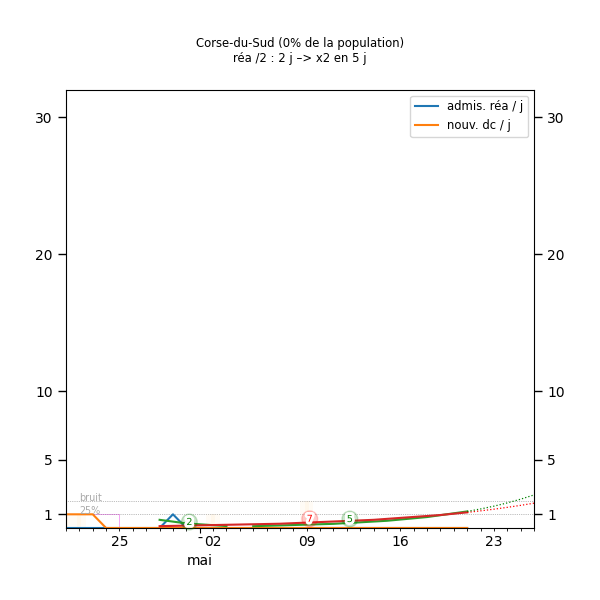 Corse-du-Sud (0% de la population)
réa /2 : 2 j –> x2 en 5 j
admis. réa / j
nouv. dc / j
30 30
20 20
10 10
5 5
bruit
25%
1 1
2 7 5
25 02 09 16 23
mai